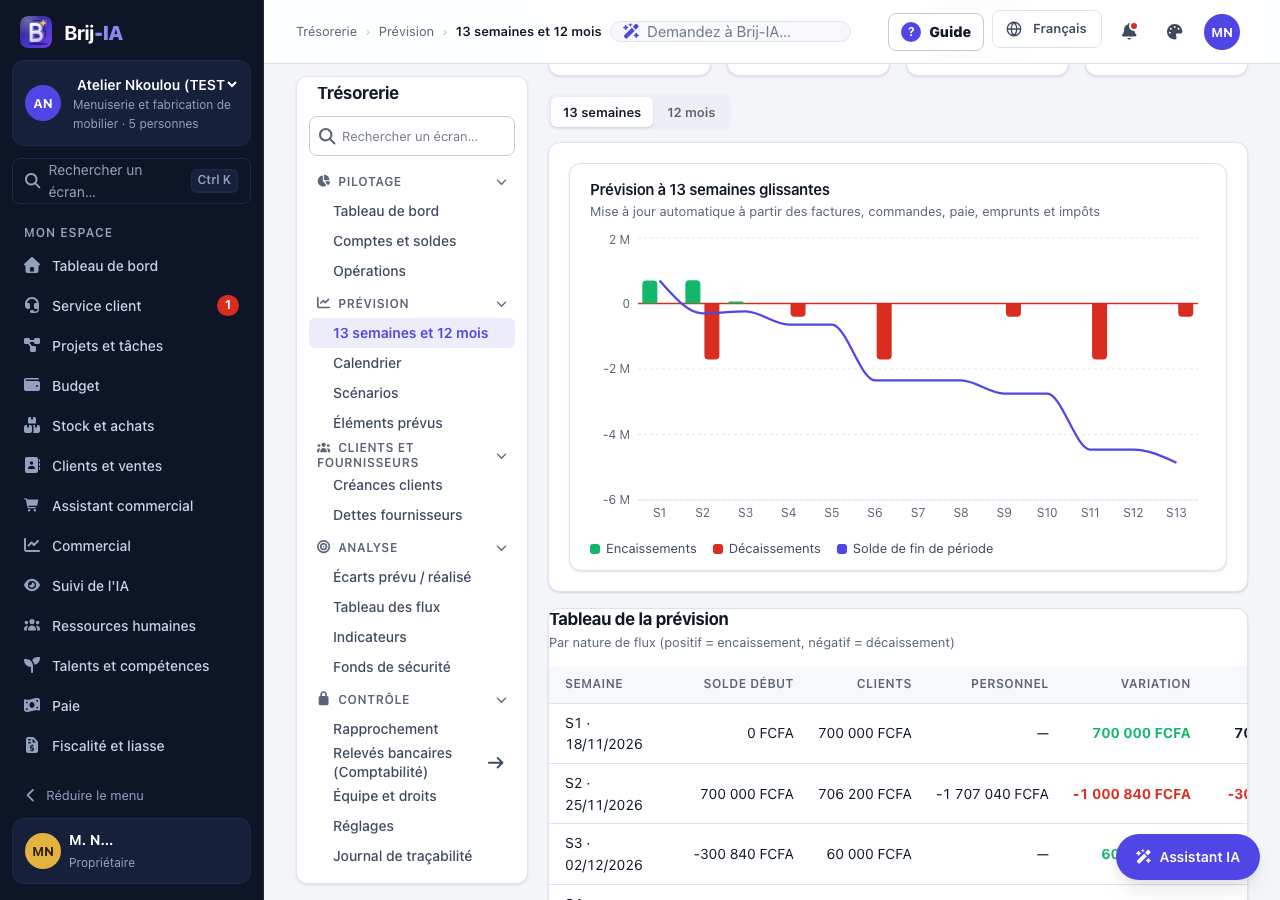 Brij-IA
AN
Atelier Nkoulou (TEST
Menuiserie et fabrication de
mobilier · 5 personnes
Rechercher un
écran...
Ctrl K
MON ESPACE
Tableau de bord
Service client
1
Projets et tâches
Budget
Stock et achats
Clients et ventes
Assistant commercial
Commercial
Suivi de l'IA
Ressources humaines
Talents et compétences
Paie
Fiscalité et liasse
Réduire le menu
MN
M. N...
Propriétaire
Trésorerie › Prévision › 13 semaines et 12 mois
Demandez à Brij-IA...
? Guide
Français
MN
Trésorerie
Rechercher un écran...
PILOTAGE
Tableau de bord
Comptes et soldes
Opérations
PRÉVISION
13 semaines et 12 mois
Calendrier
Scénarios
Éléments prévus
CLIENTS ET
FOURNISSEURS
Créances clients
Dettes fournisseurs
ANALYSE
Écarts prévu / réalisé
Tableau des flux
Indicateurs
Fonds de sécurité
CONTRÔLE
Rapprochement
Relevés bancaires
(Comptabilité)
Équipe et droits
Réglages
Journal de traçabilité
13 semaines
12 mois
Prévision à 13 semaines glissantes
Mise à jour automatique à partir des factures, commandes, paie, emprunts et impôts
2 M
0
-2 M
-4 M
-6 M
S1 S2 S3 S4 S5 S6 S7 S8 S9 S10 S11 S12 S13
Encaissements Décaissements Solde de fin de période
Tableau de la prévision
Par nature de flux (positif = encaissement, négatif = décaissement)
SEMAINE SOLDE DÉBUT CLIENTS PERSONNEL VARIATION
S1 ·
18/11/2026
0 FCFA 700 000 FCFA — 700 000 FCFA
S2 ·
25/11/2026
700 000 FCFA 706 200 FCFA -1 707 040 FCFA -1 000 840 FCFA
S3 ·
02/12/2026
-300 840 FCFA 60 000 FCFA —
Assistant IA